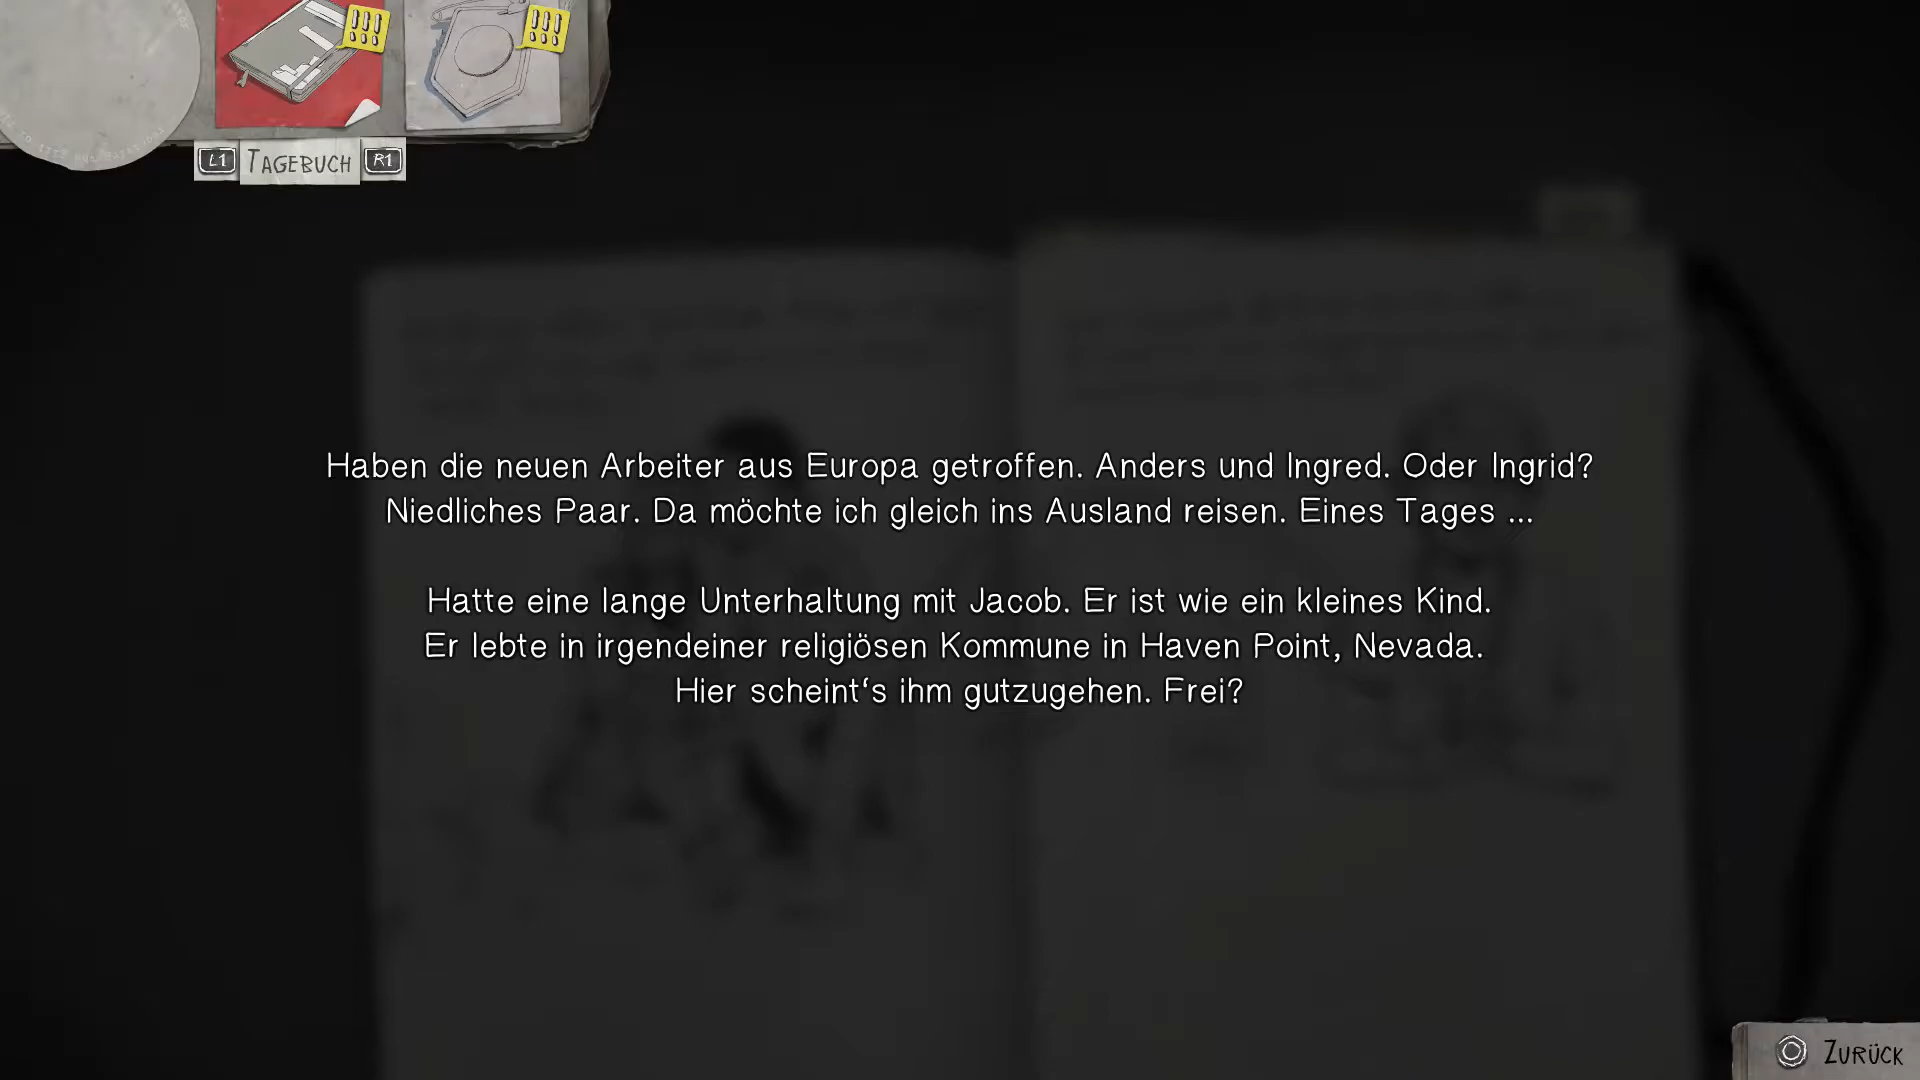 L1 TAGEBUCH R1
Haben die neuen Arbeiter aus Europa getroffen. Anders und Ingred. Oder Ingrid?
Niedliches Paar. Da möchte ich gleich ins Ausland reisen. Eines Tages ...
Hatte eine lange Unterhaltung mit Jacob. Er ist wie ein kleines Kind.
Er lebte in irgendeiner religiösen Kommune in Haven Point, Nevada.
Hier scheint‘s ihm gutzugehen. Frei?
ZURÜCK